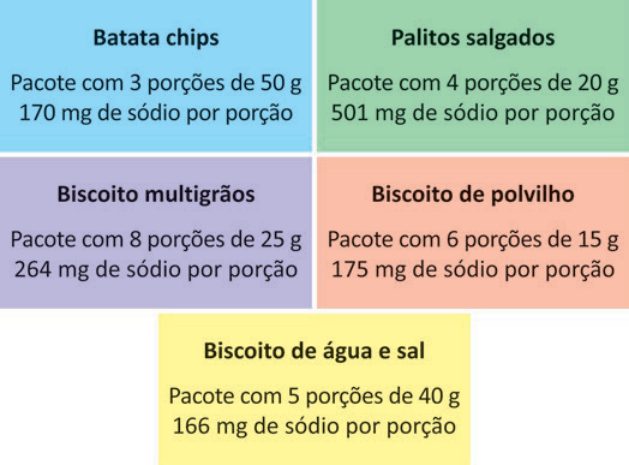 Batata chips
Pacote com 3 porções de 50 g
170 mg de sódio por porção
Palitos salgados
Pacote com 4 porções de 20 g
501 mg de sódio por porção
Biscoito multigrãos
Pacote com 8 porções de 25 g
264 mg de sódio por porção
Biscoito de polvilho
Pacote com 6 porções de 15 g
175 mg de sódio por porção
Biscoito de água e sal
Pacote com 5 porções de 40 g
166 mg de sódio por porção